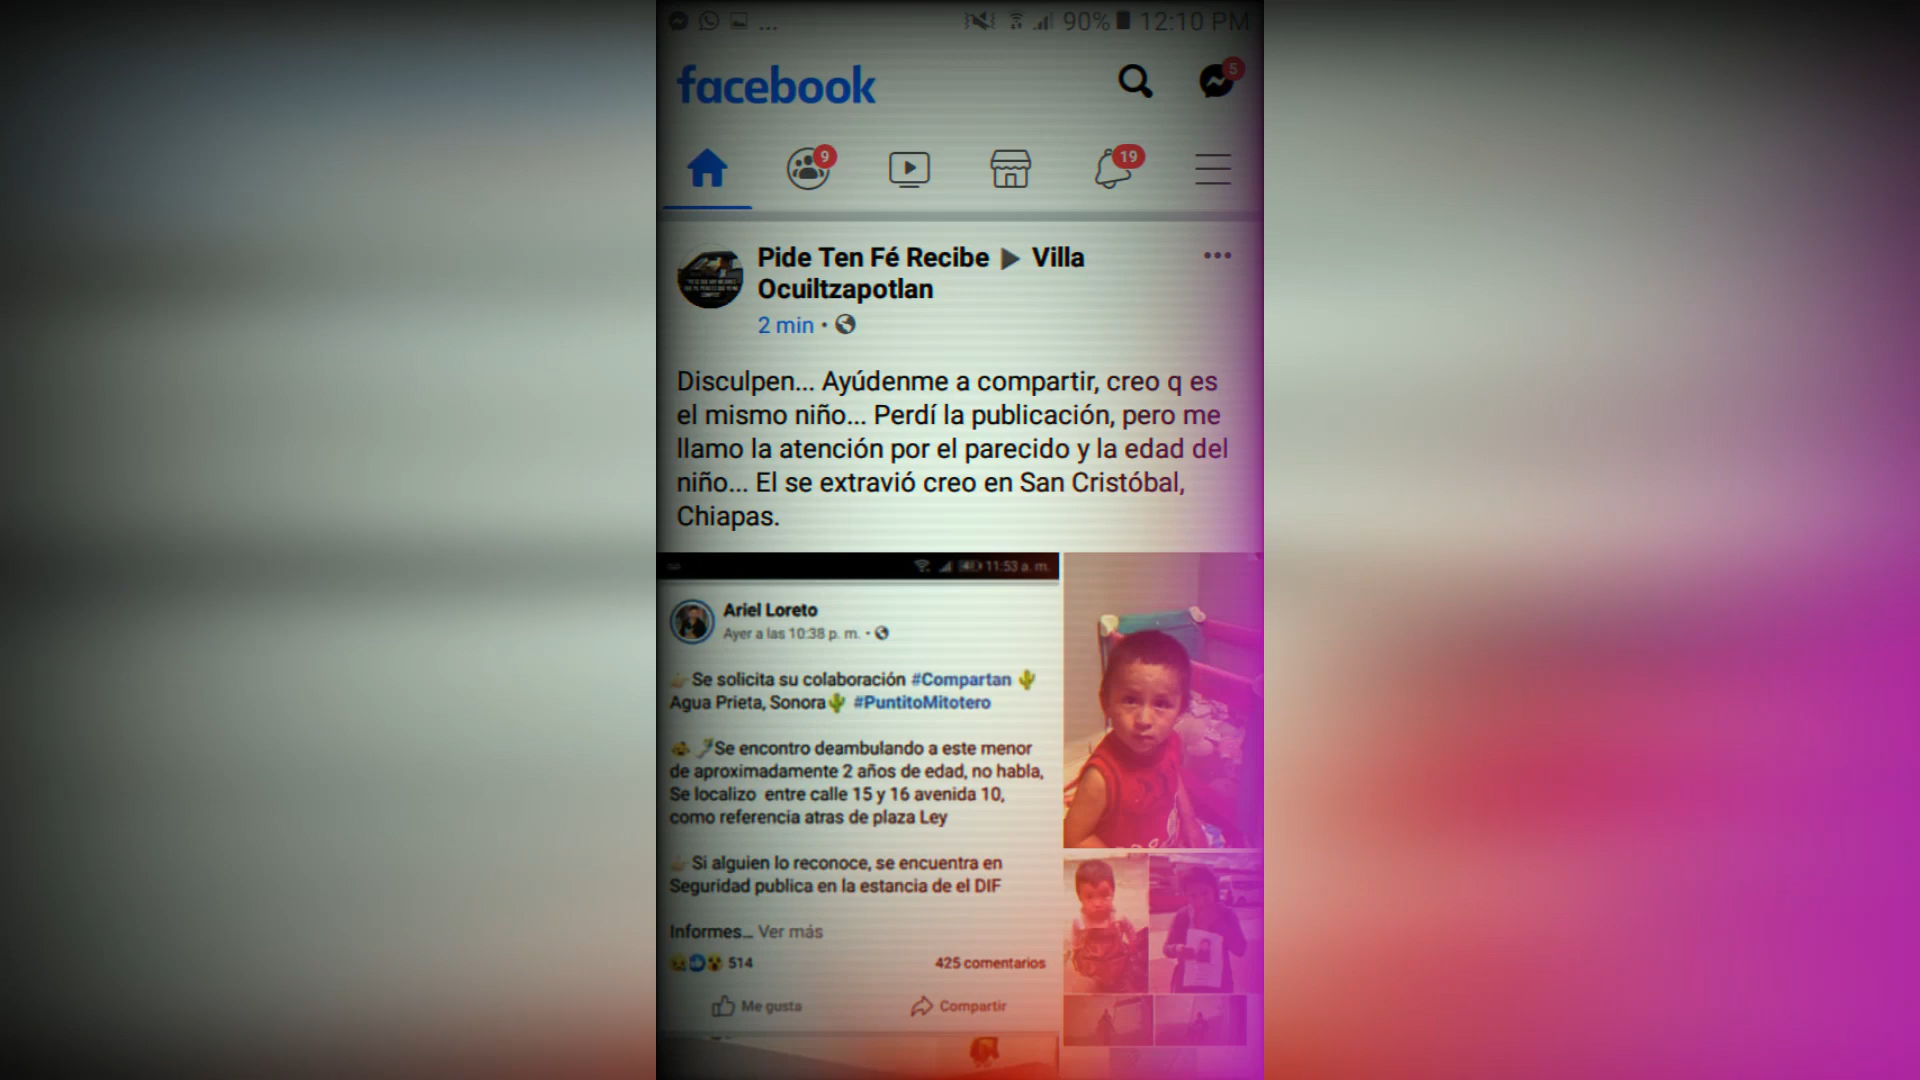 90% 12:10 PM
facebook
5
9
19
Pide Ten Fé Recibe ▶ Villa
Ocuiltzapotlan
2 min ·
Disculpen... Ayúdenme a compartir, creo q es
el mismo niño... Perdí la publicación, pero me
llamo la atención por el parecido y la edad del
niño... El se extravió creo en San Cristóbal,
Chiapas.
11:53 a. m.
Ariel Loreto
Ayer a las 10:38 p. m. ·
Se solicita su colaboración #Compartan
Agua Prieta, Sonora #PuntitoMitotero
Se encontro deambulando a este menor
de aproximadamente 2 años de edad, no habla,
Se localizo entre calle 15 y 16 avenida 10,
como referencia atras de plaza Ley
Si alguien lo reconoce, se encuentra en
Seguridad publica en la estancia de el DIF
Informes... Ver más
514
425 comentarios
Me gusta
Compartir